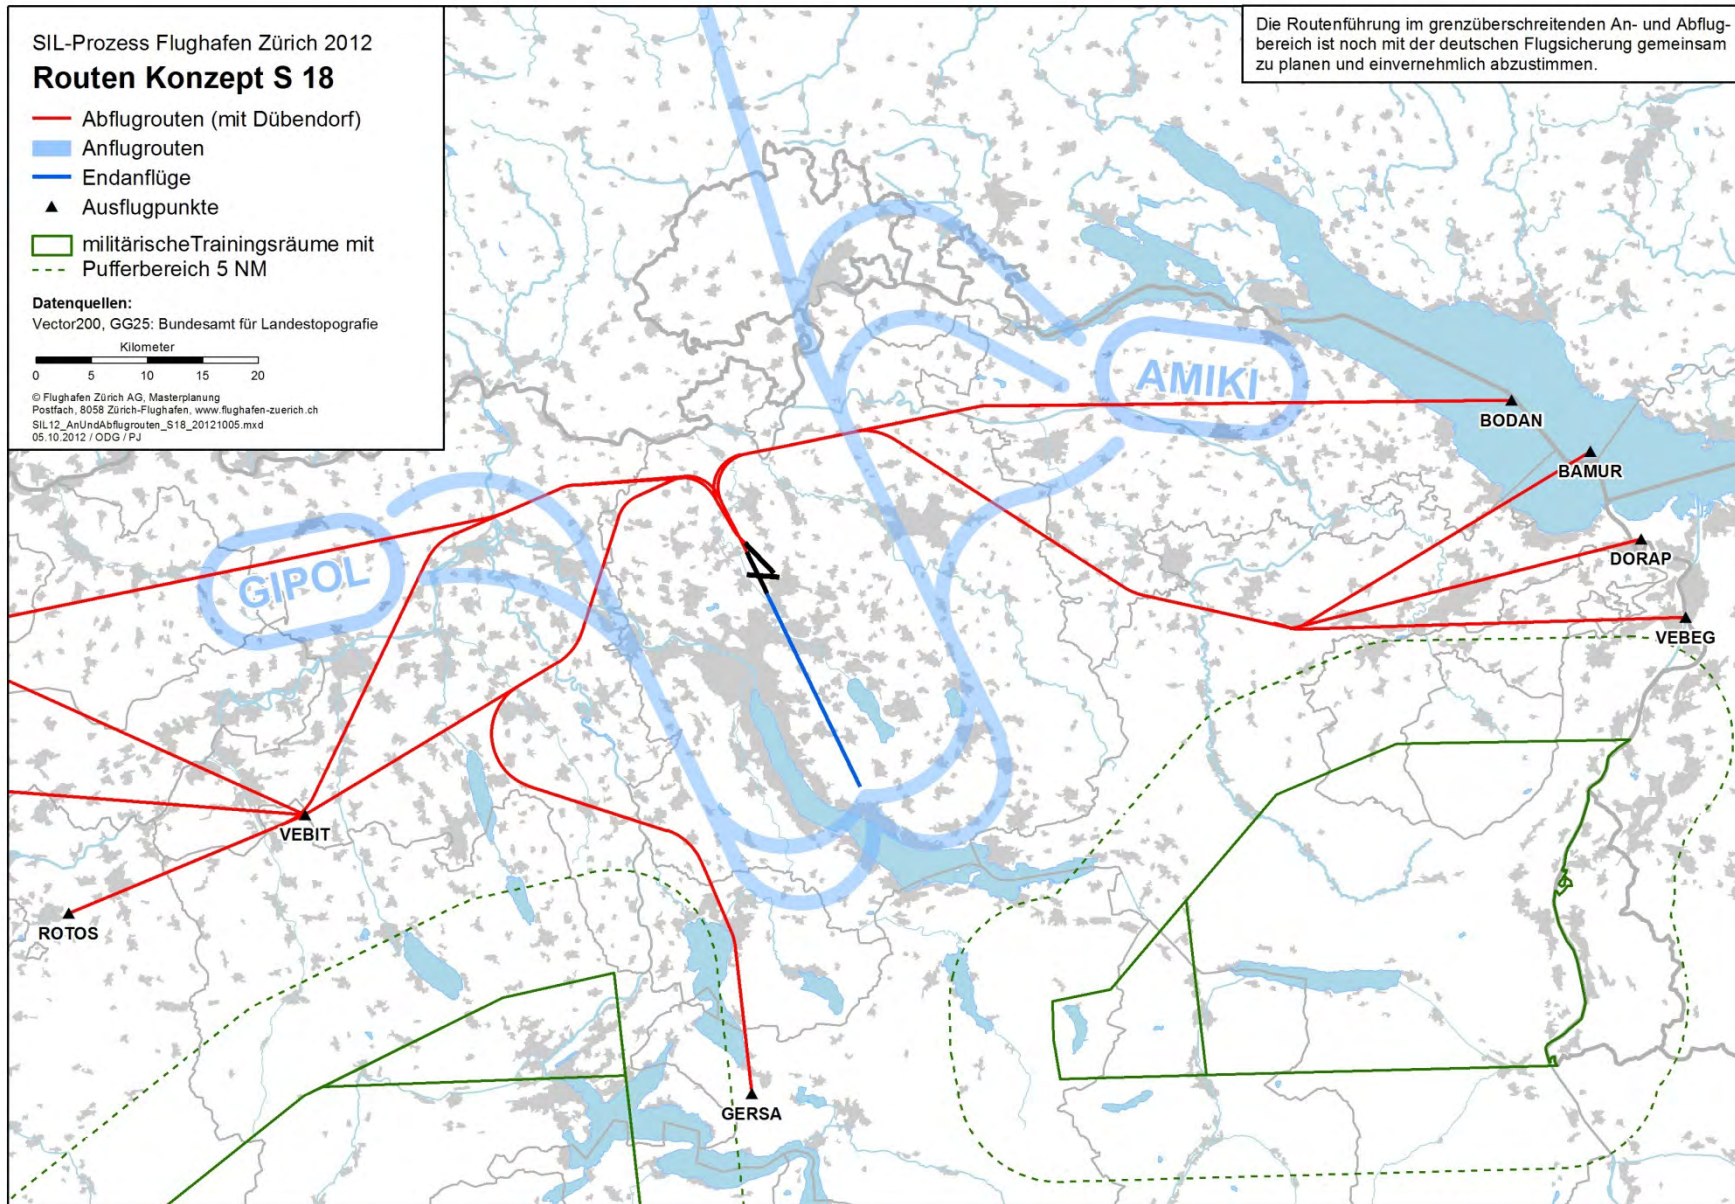 SIL-Prozess Flughafen Zürich 2012
Routen Konzept S 18
Abflugrouten (mit Dübendorf)
Anflugrouten
Endanflüge
Ausflugpunkte
militärischeTrainingsräume mit
Pufferbereich 5 NM
Datenquellen:
Vector200, GG25: Bundesamt für Landestopografie
Kilometer
0 5 10 15 20
© Flughafen Zürich AG, Masterplanung
Postfach, 8058 Zürich-Flughafen, www.flughafen-zuerich.ch
SIL12_AnUndAbflugrouten_S18_20121005.mxd
05.10.2012 / ODG / PJ
Die Routenführung im grenzüberschreitenden An- und Abflug-
bereich ist noch mit der deutschen Flugsicherung gemeinsam
zu planen und einvernehmlich abzustimmen.
AMIKI
BODAN
BAMUR
DORAP
GIPOL
VEBEG
VEBIT
ROTOS
GERSA